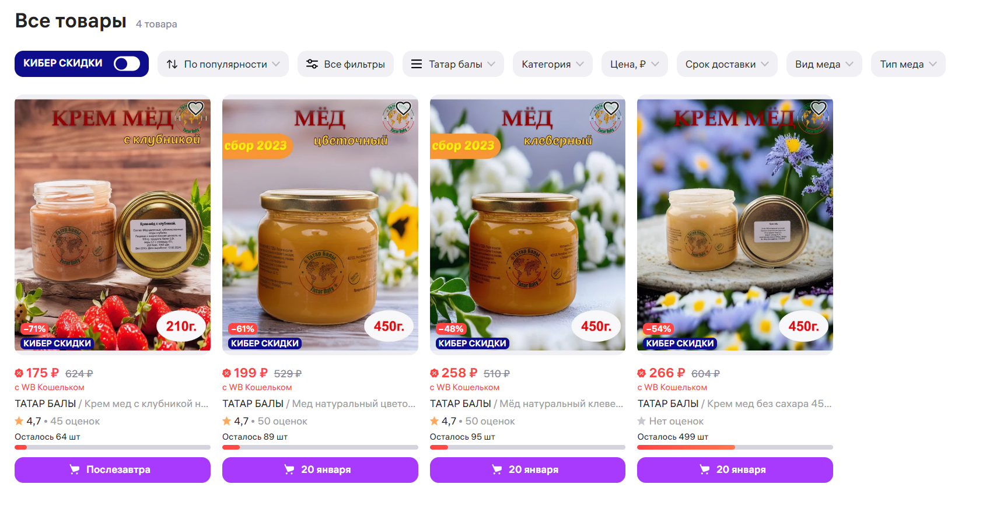 Все товары 4 товара
КИБЕР СКИДКИ По популярности Все фильтры Татар балы Категория Цена, ₽ Срок доставки Вид меда Тип меда
КРЕМ МЁД
с клубникой
Крем-мёд с клубникой.
Татар Балы
Tatar Baly
210г.
−71%
КИБЕР СКИДКИ
175 ₽ 624 ₽
с WB Кошельком
ТАТАР БАЛЫ / Крем мед с клубникой н...
4,7 • 45 оценок
Осталось 64 шт
Послезавтра
МЁД
цветочный
сбор 2023
Татар Балы
Tatar Baly
450г.
−61%
КИБЕР СКИДКИ
199 ₽ 529 ₽
с WB Кошельком
ТАТАР БАЛЫ / Мед натуральный цвето...
4,7 • 50 оценок
Осталось 89 шт
20 января
МЁД
клеверный
сбор 2023
Татар Балы
Tatar Baly
450г.
−48%
КИБЕР СКИДКИ
258 ₽ 510 ₽
с WB Кошельком
ТАТАР БАЛЫ / Мёд натуральный клеве...
4,7 • 50 оценок
Осталось 95 шт
20 января
КРЕМ МЁД
450г.
−54%
КИБЕР СКИДКИ
266 ₽ 604 ₽
с WB Кошельком
ТАТАР БАЛЫ / Крем мед без сахара 45...
Нет оценок
Осталось 499 шт
20 января